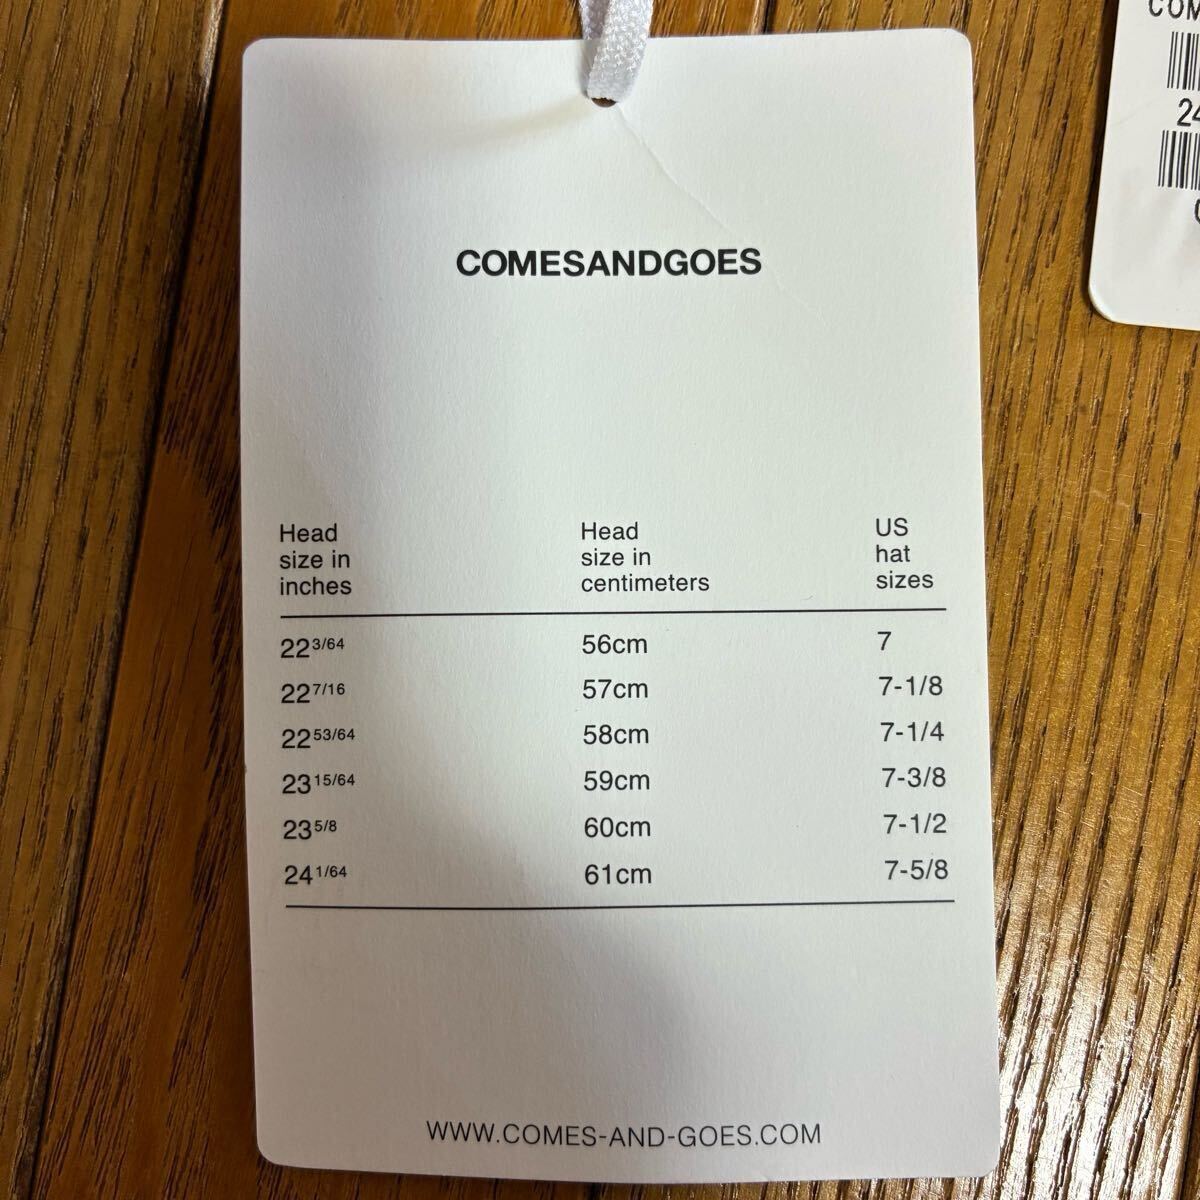 COMESANDGOES
Head size in inches Head size in centimeters US hat sizes
22 3/64 56cm 7
22 7/16 57cm 7-1/8
22 53/64 58cm 7-1/4
23 15/64 59cm 7-3/8
23 5/8 60cm 7-1/2
24 1/64 61cm 7-5/8
WWW.COMES-AND-GOES.COM
COM
24